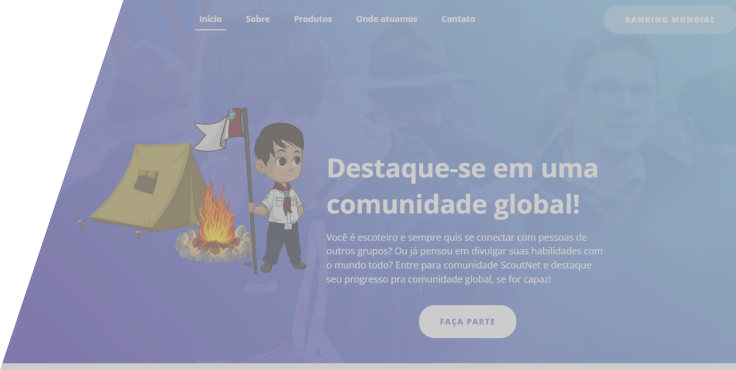 Início Sobre Produtos Onde atuamos Contato RANKING MUNDIAL
Destaque-se em uma
comunidade global!
Você é escoteiro e sempre quis se conectar com pessoas de
outros grupos? Ou já pensou em divulgar suas habilidades com
o mundo todo? Entre para comunidade ScoutNet e destaque
seu progresso pra comunidade global, se for capaz!
FAÇA PARTE